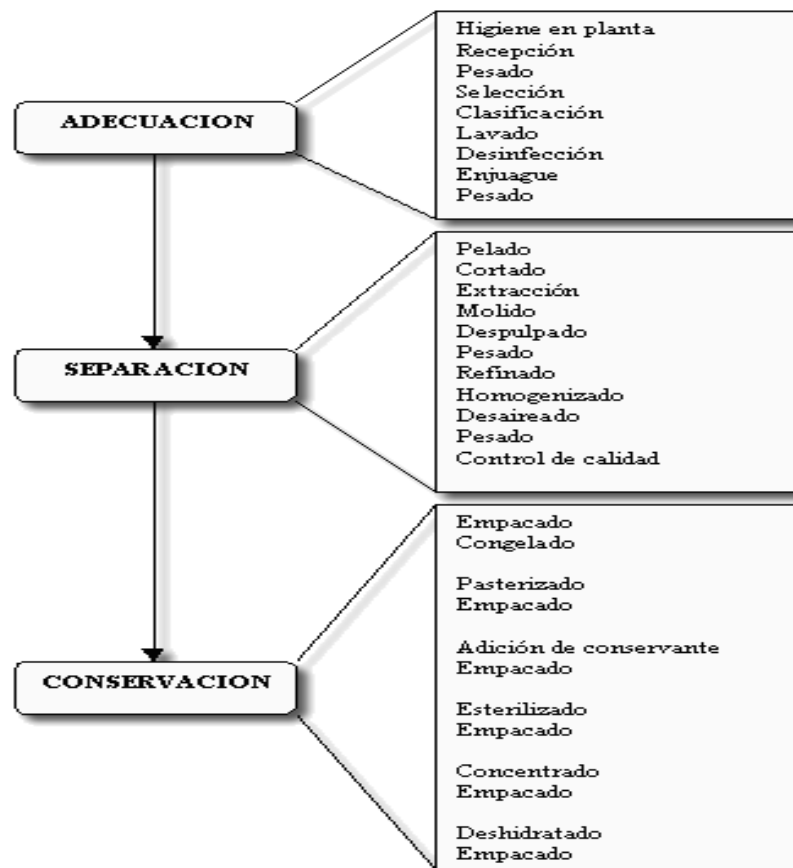 ADECUACION
Higiene en planta
Recepción
Pesado
Selección
Clasificación
Lavado
Desinfección
Enjuague
Pesado
SEPARACION
Pelado
Cortado
Extracción
Molido
Despulpado
Pesado
Refinado
Homogenizado
Desaireado
Pesado
Control de calidad
CONSERVACION
Empacado
Congelado
Pasterizado
Empacado
Adición de conservante
Empacado
Esterilizado
Empacado
Concentrado
Empacado
Deshidratado
Empacado